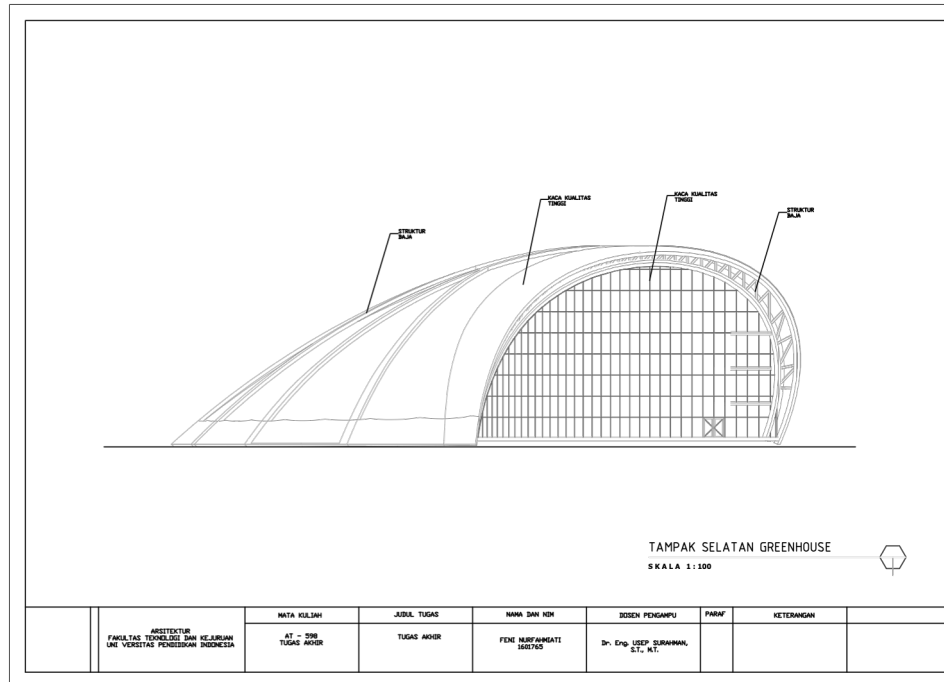 KACA KUALITAS
TINGGI
KACA KUALITAS
TINGGI
STRUKTUR
BAJA
STRUKTUR
BAJA
TAMPAK SELATAN GREENHOUSE
SKALA 1:100
ARSITEKTUR
FAKULTAS TEKNOLOGI DAN KEJURUAN
UNI VERSITAS PENDIDIKAN INDONESIA
MATA KULIAH
AT - 598
TUGAS AKHIR
JUDUL TUGAS
TUGAS AKHIR
NAMA DAN NIM
FENI NURFAHMIATI
1601765
DOSEN PENGAMPU
Dr. Eng. USEP SURAHMAN,
S.T., M.T.
PARAF
KETERANGAN